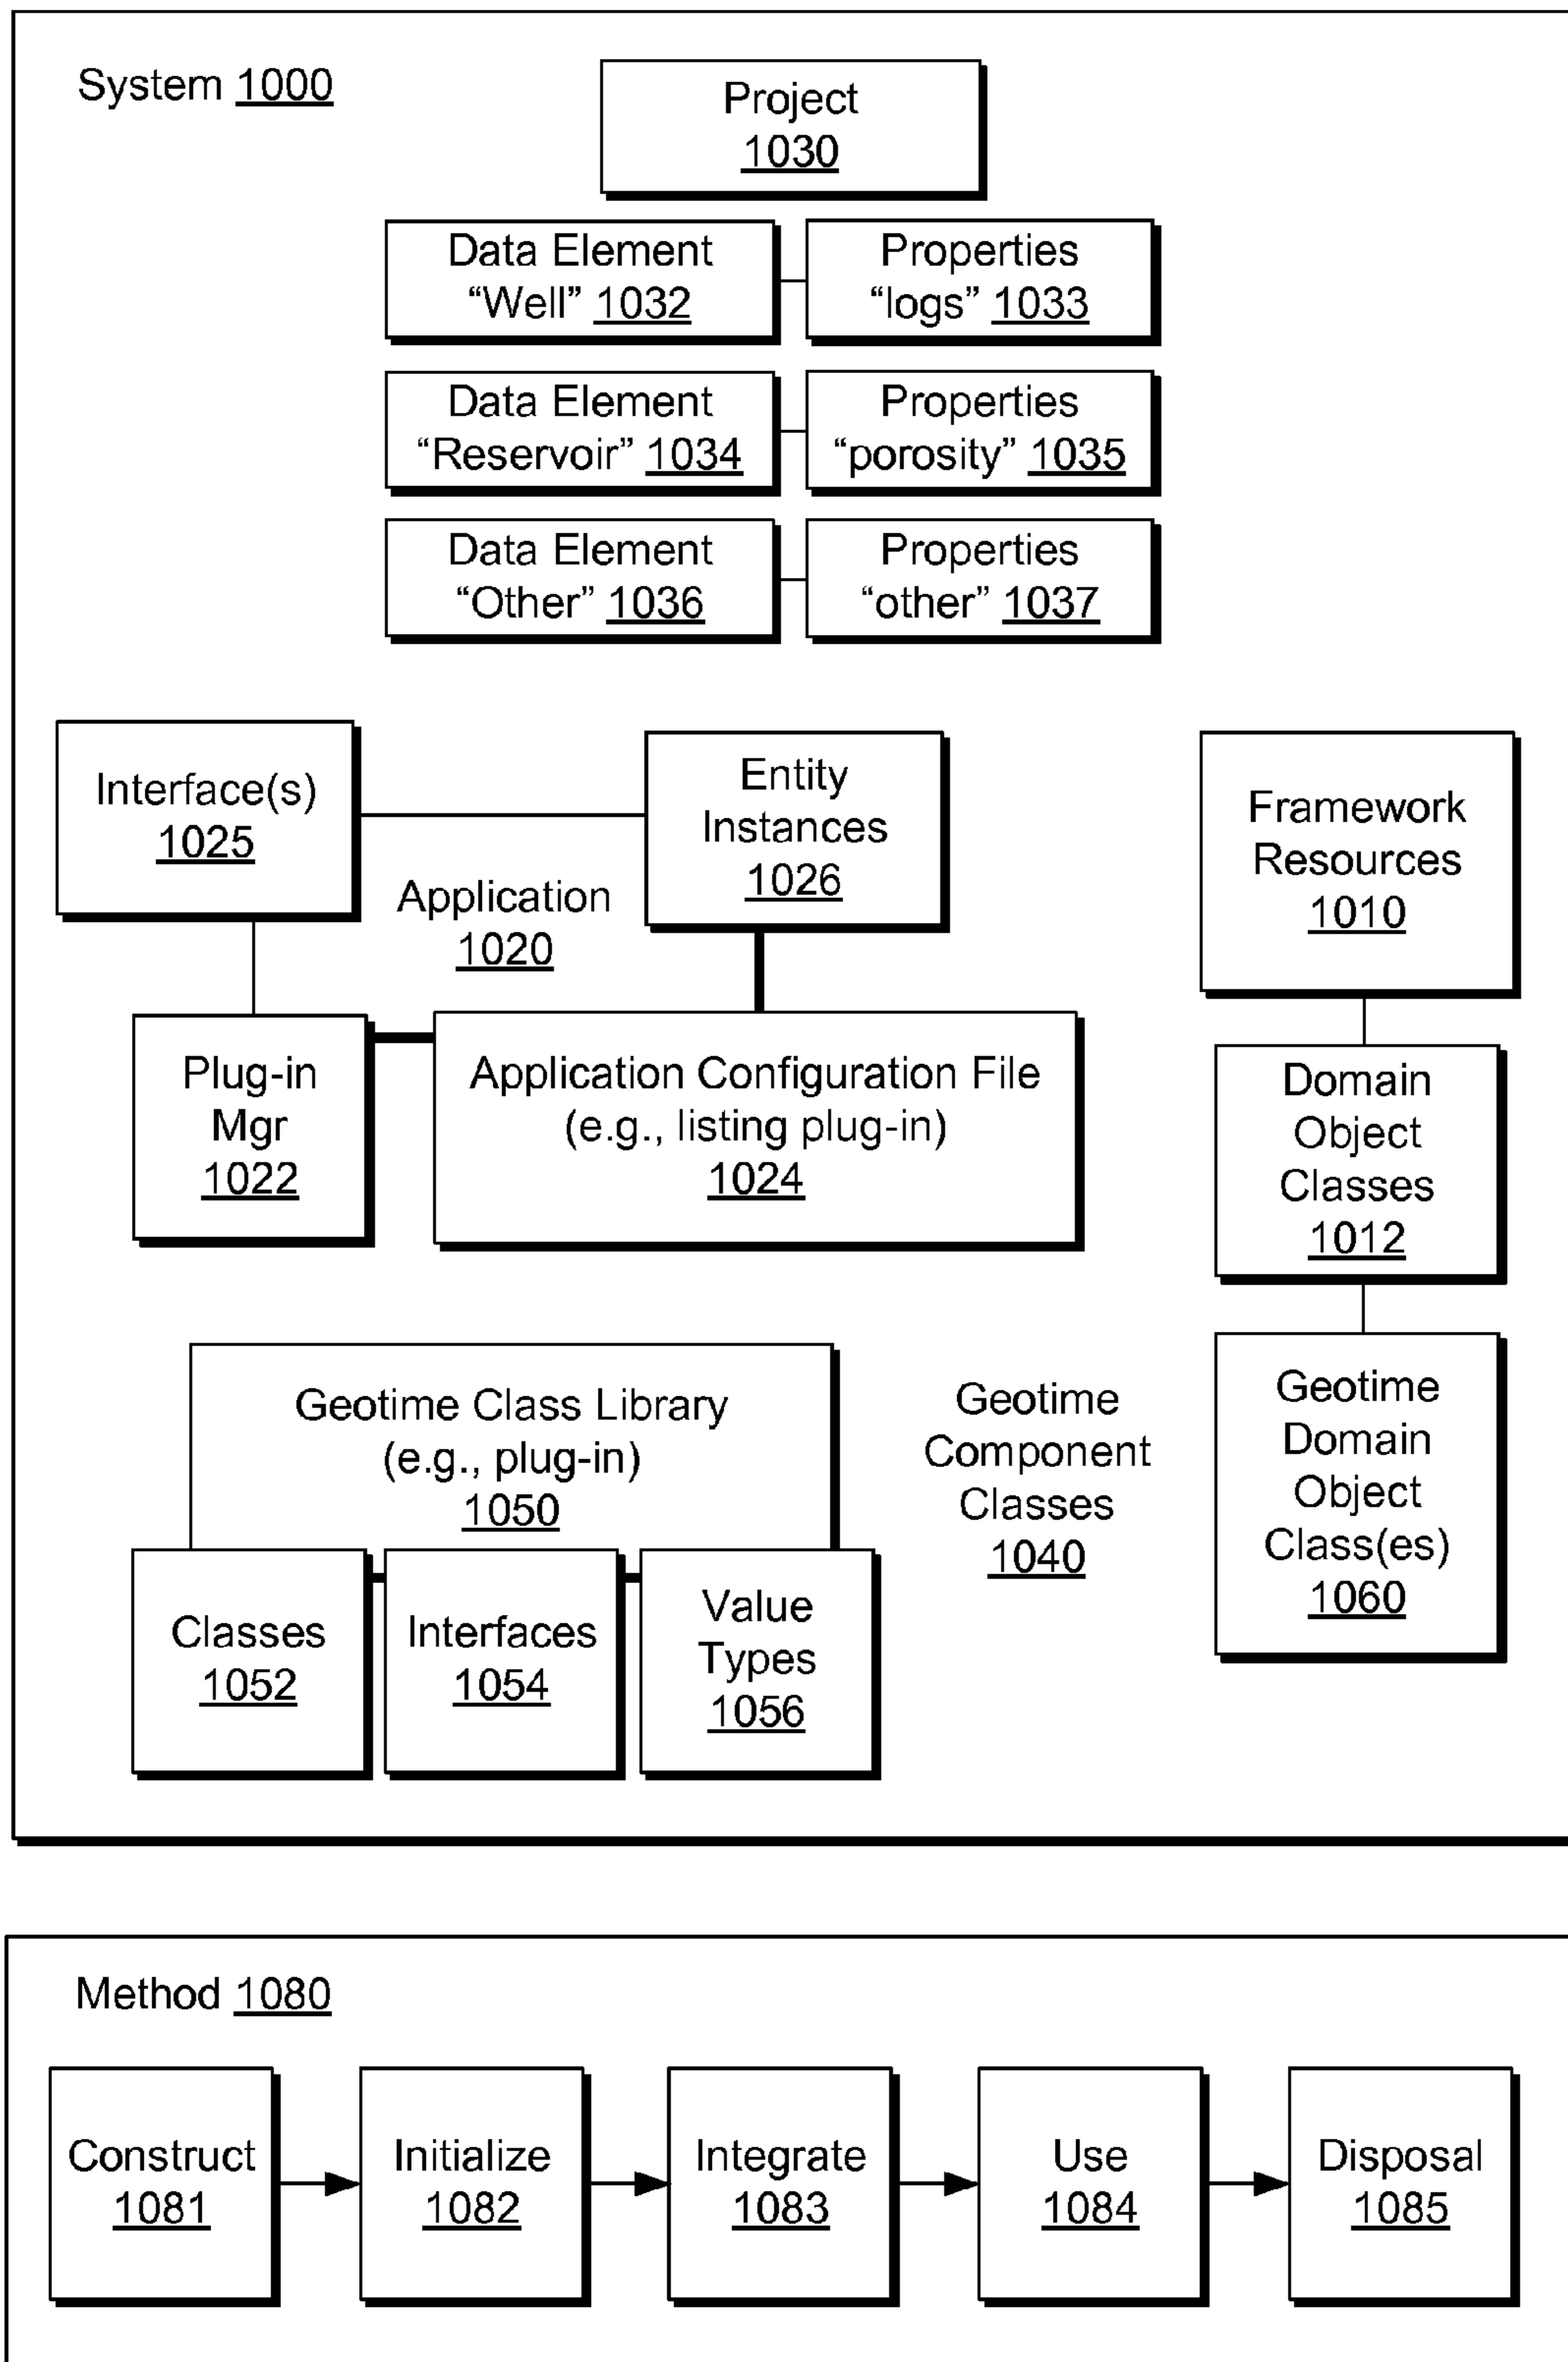 System 1000
Project
1030
Data Element
“Well” 1032
Properties
“logs” 1033
Data Element
“Reservoir” 1034
Properties
“porosity” 1035
Data Element
“Other” 1036
Properties
“other” 1037
Interface(s)
1025
Application
1020
Entity
Instances
1026
Framework
Resources
1010
Plug-in
Mgr
1022
Application Configuration File
(e.g., listing plug-in)
1024
Domain
Object
Classes
1012
Geotime Class Library
(e.g., plug-in)
1050
Geotime
Component
Classes
1040
Geotime
Domain
Object
Class(es)
1060
Classes
1052
Interfaces
1054
Value
Types
1056
Method 1080
Construct
1081
Initialize
1082
Integrate
1083
Use
1084
Disposal
1085